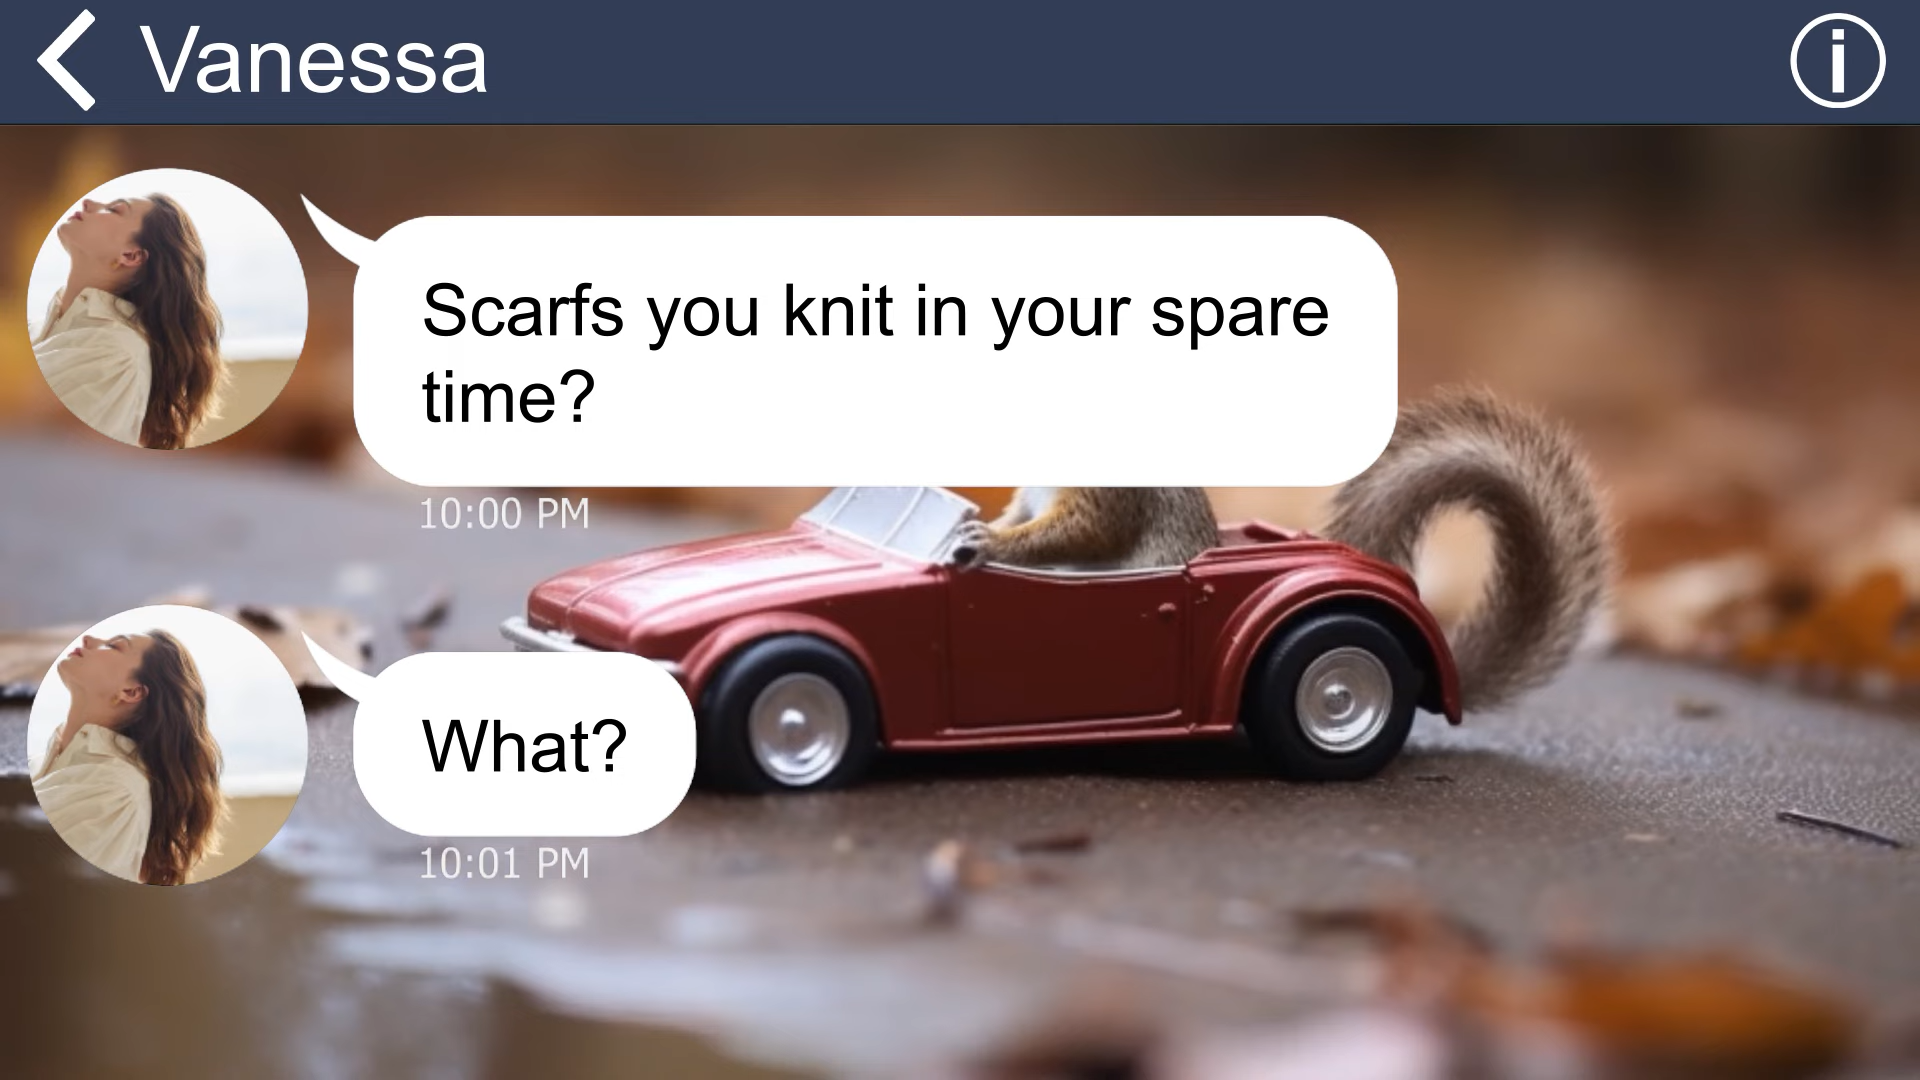 Vanessa
Scarfs you knit in your spare
time?
10:00 PM
What?
10:01 PM